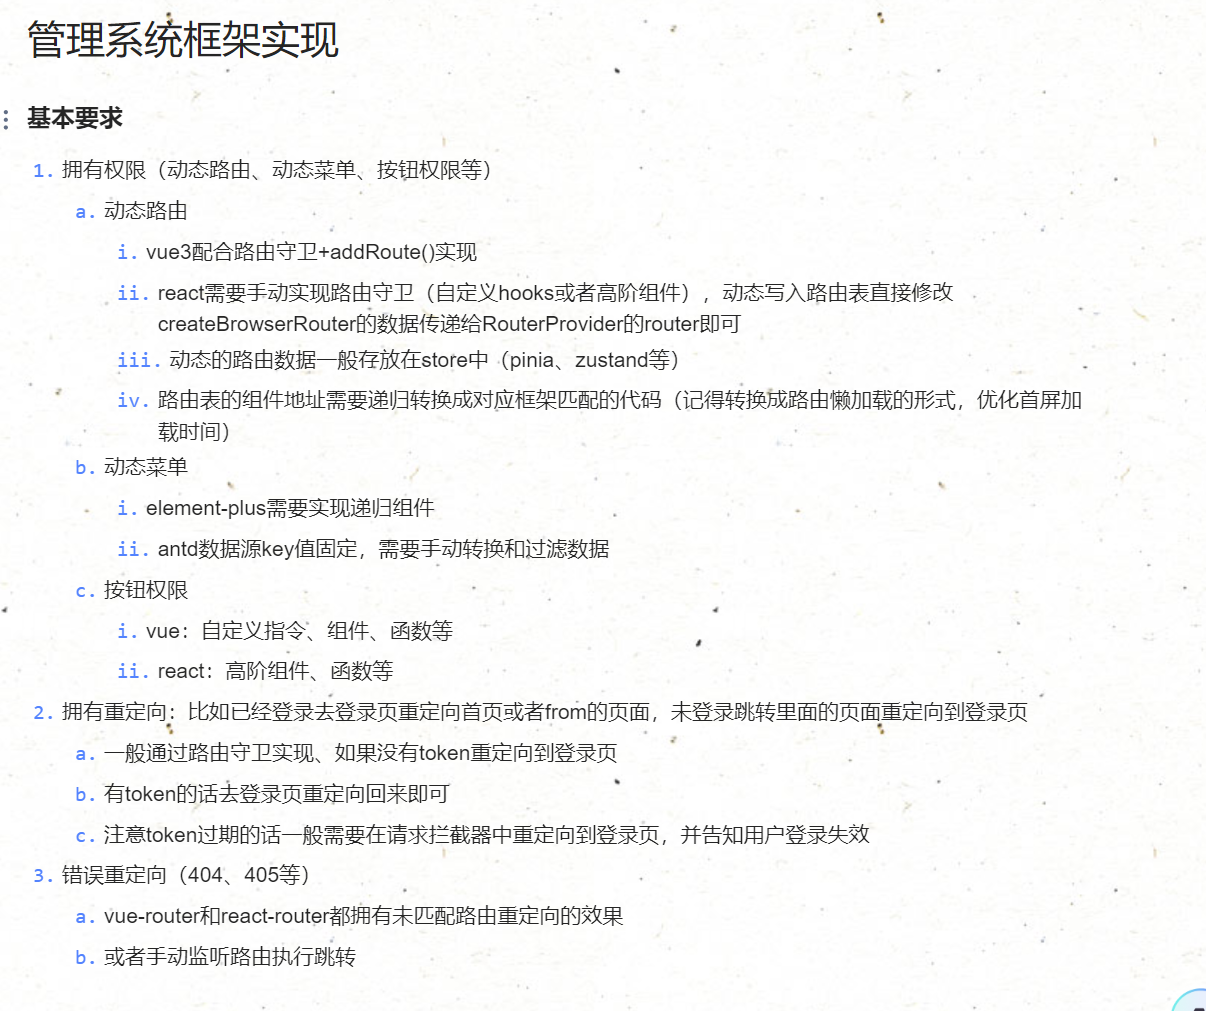 管理系统框架实现
基本要求
1. 拥有权限（动态路由、动态菜单、按钮权限等）
a. 动态路由
i. vue3配合路由守卫+addRoute()实现
ii. react需要手动实现路由守卫（自定义hooks或者高阶组件），动态写入路由表直接修改
createBrowserRouter的数据传递给RouterProvider的router即可
iii. 动态的路由数据一般存放在store中（pinia、zustand等）
iv. 路由表的组件地址需要递归转换成对应框架匹配的代码（记得转换成路由懒加载的形式，优化首屏加
载时间）
b. 动态菜单
i. element-plus需要实现递归组件
ii. antd数据源key值固定，需要手动转换和过滤数据
c. 按钮权限
i. vue：自定义指令、组件、函数等
ii. react：高阶组件、函数等
2. 拥有重定向：比如已经登录去登录页重定向首页或者from的页面，未登录跳转里面的页面重定向到登录页
a. 一般通过路由守卫实现、如果没有token重定向到登录页
b. 有token的话去登录页重定向回来即可
c. 注意token过期的话一般需要在请求拦截器中重定向到登录页，并告知用户登录失效
3. 错误重定向（404、405等）
a. vue-router和react-router都拥有未匹配路由重定向的效果
b. 或者手动监听路由执行跳转